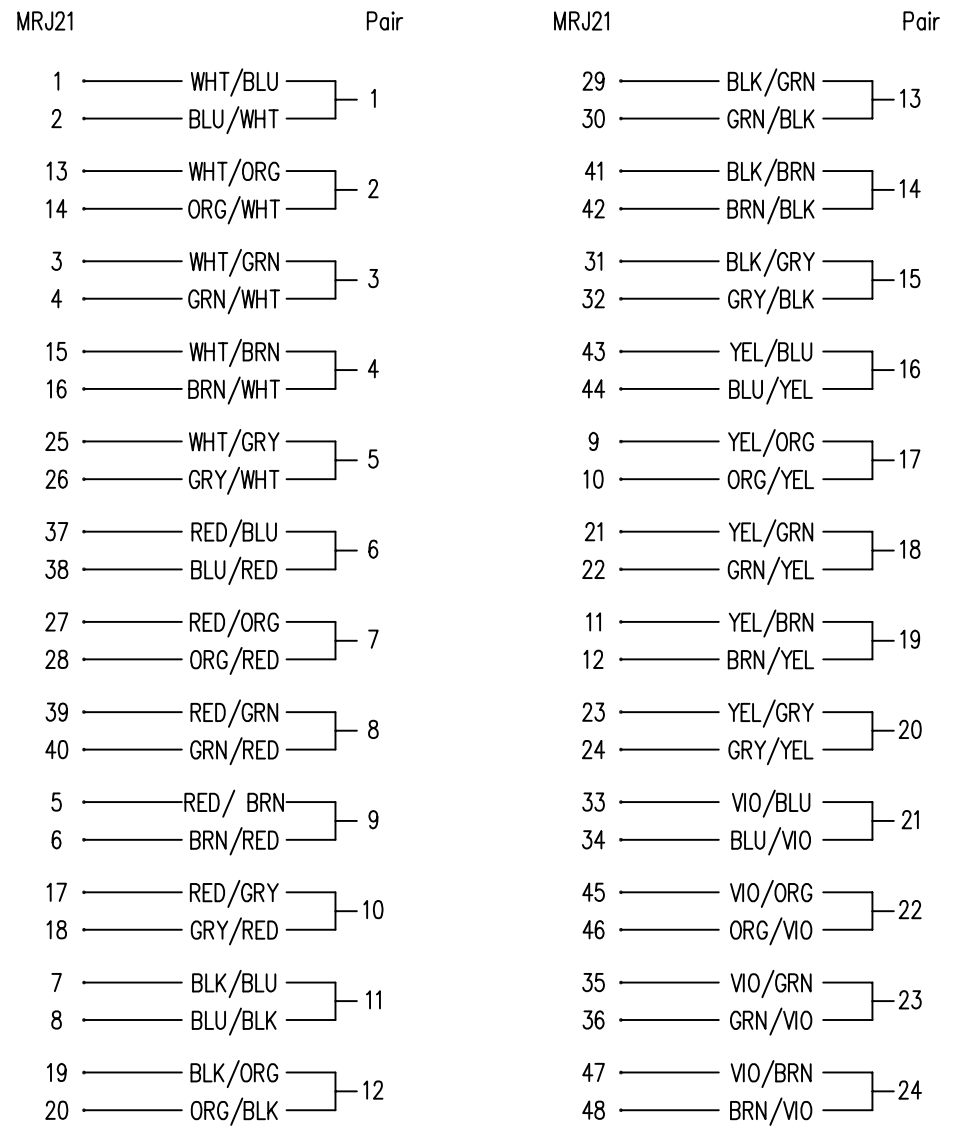 MRJ21 Pair MRJ21 Pair
1 WHT/BLU 29 BLK/GRN
1 13
2 BLU/WHT 30 GRN/BLK
13 WHT/ORG 41 BLK/BRN
2 14
14 ORG/WHT 42 BRN/BLK
3 WHT/GRN 31 BLK/GRY
3 15
4 GRN/WHT 32 GRY/BLK
15 WHT/BRN 43 YEL/BLU
4 16
16 BRN/WHT 44 BLU/YEL
25 WHT/GRY 9 YEL/ORG
5 17
26 GRY/WHT 10 ORG/YEL
37 RED/BLU 21 YEL/GRN
6 18
38 BLU/RED 22 GRN/YEL
27 RED/ORG 11 YEL/BRN
7 19
28 ORG/RED 12 BRN/YEL
39 RED/GRN 23 YEL/GRY
8 20
40 GRN/RED 24 GRY/YEL
5 RED/ BRN 33 VIO/BLU
9 21
6 BRN/RED 34 BLU/VIO
17 RED/GRY 45 VIO/ORG
10 22
18 GRY/RED 46 ORG/VIO
7 BLK/BLU 35 VIO/GRN
11 23
8 BLU/BLK 36 GRN/VIO
19 BLK/ORG 47 VIO/BRN
12 24
20 ORG/BLK 48 BRN/VIO